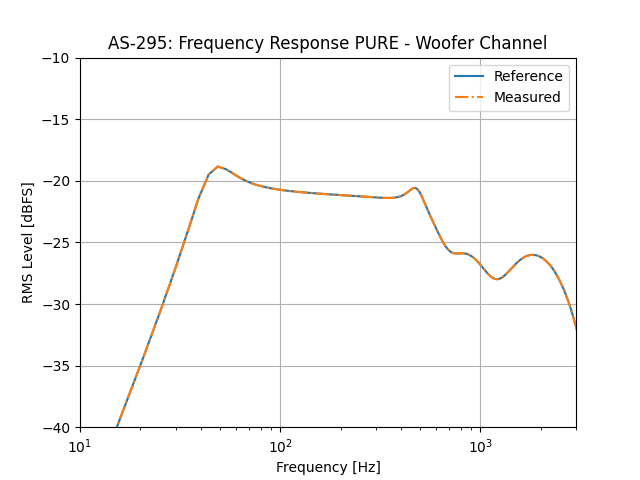 AS-295: Frequency Response PURE - Woofer Channel
Reference
Measured
RMS Level [dBFS]
−10
−15
−20
−25
−30
−35
−40
10¹ 10² 10³
Frequency [Hz]